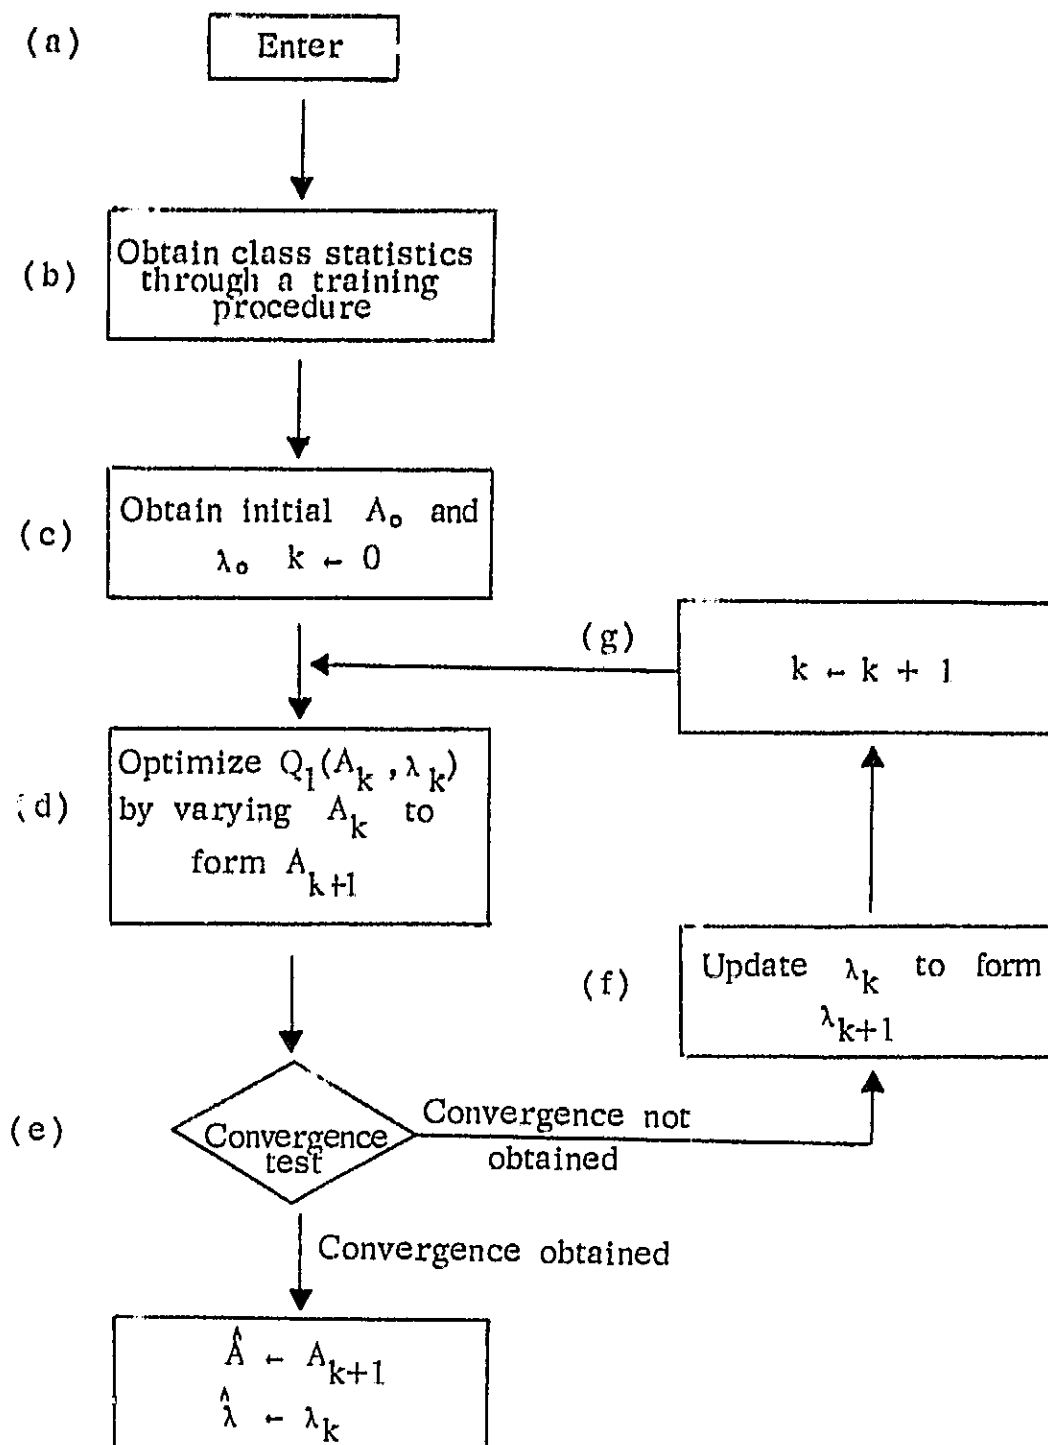 (a)
Enter
(b)
Obtain class statistics
through a training
procedure
(c)
Obtain initial A₀ and
λ₀ k ← 0
(g)
k ← k + 1
(d)
Optimize Q₁(Aₖ, λₖ)
by varying Aₖ to
form Aₖ₊₁
(f)
Update λₖ to form
λₖ₊₁
(e)
Convergence
test
Convergence not
obtained
Convergence obtained
Â ← Aₖ₊₁
λ̂ ← λₖ